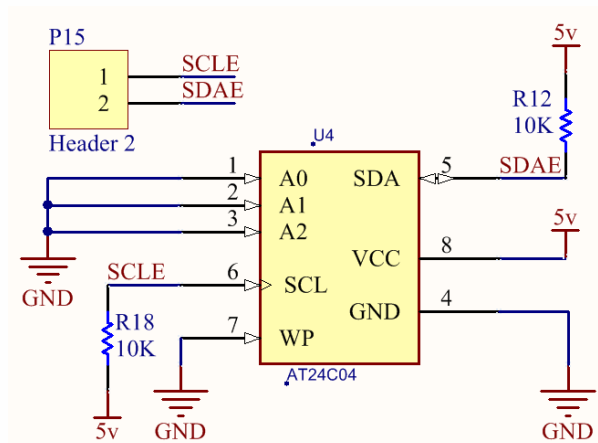 P15
1 SCLE
2 SDAE
Header 2
5v
R12
10K
U4
1 A0 SDA 5 SDAE
2 A1
3 A2
5v
VCC 8
GND
SCLE 6 SCL
GND 4
R18
10K
7 WP
AT24C04
5v
GND
GND